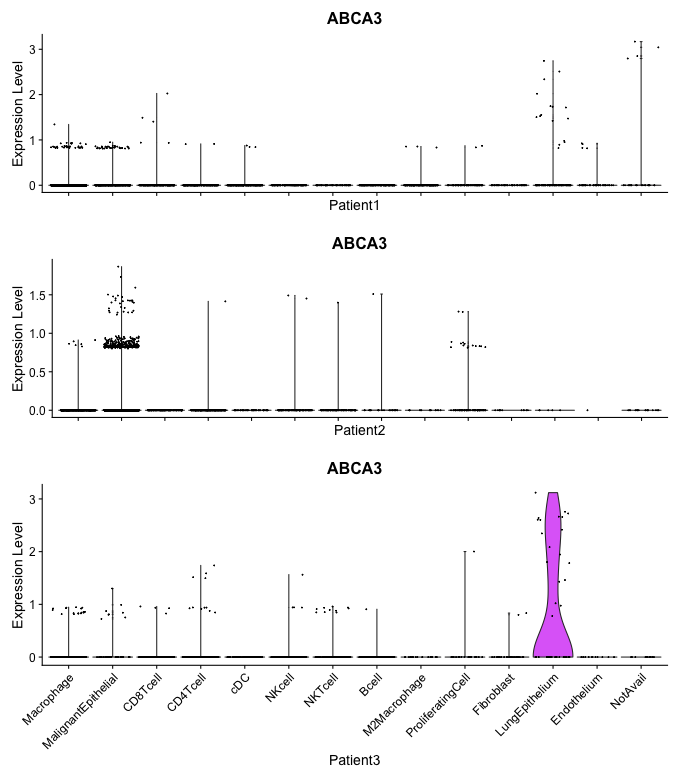 ABCA3
Expression Level
3
2
1
0
Patient1
ABCA3
Expression Level
1.5
1.0
0.5
0.0
Patient2
ABCA3
Expression Level
3
2
1
0
Macrophage
MalignantEpithelial
CD8Tcell
CD4Tcell
cDC
NKcell
NKTcell
Bcell
M2Macrophage
ProliferatingCell
Fibroblast
LungEpithelium
Endothelium
NotAvail
Patient3